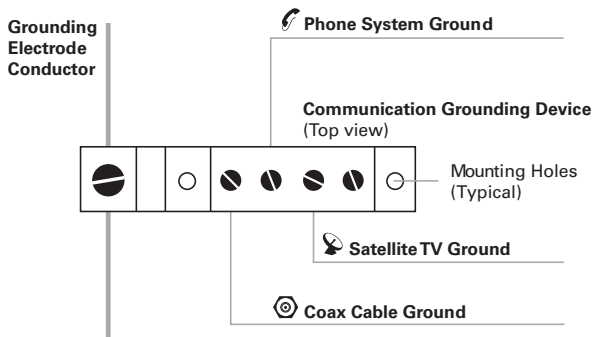 Grounding
Electrode
Conductor
Phone System Ground
Communication Grounding Device
(Top view)
Mounting Holes
(Typical)
Satellite TV Ground
Coax Cable Ground